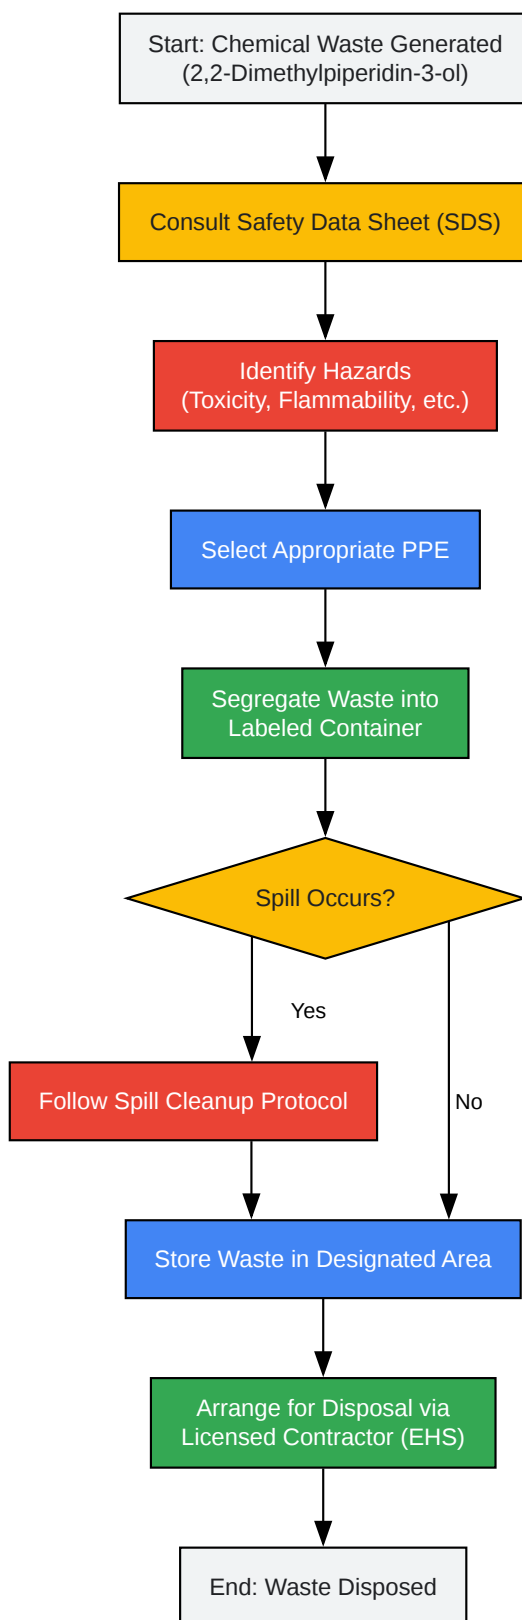 Start: Chemical Waste Generated
(2,2-Dimethylpiperidin-3-ol)
Consult Safety Data Sheet (SDS)
Identify Hazards
(Toxicity, Flammability, etc.)
Select Appropriate PPE
Segregate Waste into
Labeled Container
Spill Occurs?
Yes
Follow Spill Cleanup Protocol
No
Store Waste in Designated Area
Arrange for Disposal via
Licensed Contractor (EHS)
End: Waste Disposed